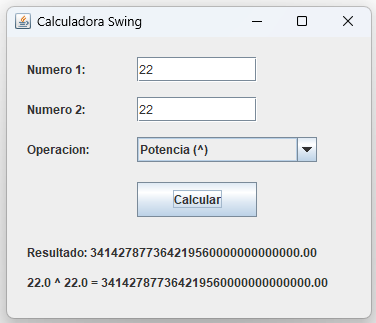 Calculadora Swing
Numero 1: 22
Numero 2: 22
Operacion: Potencia (^)
Calcular
Resultado: 341427877364219560000000000000.00
22.0 ^ 22.0 = 341427877364219560000000000000.00